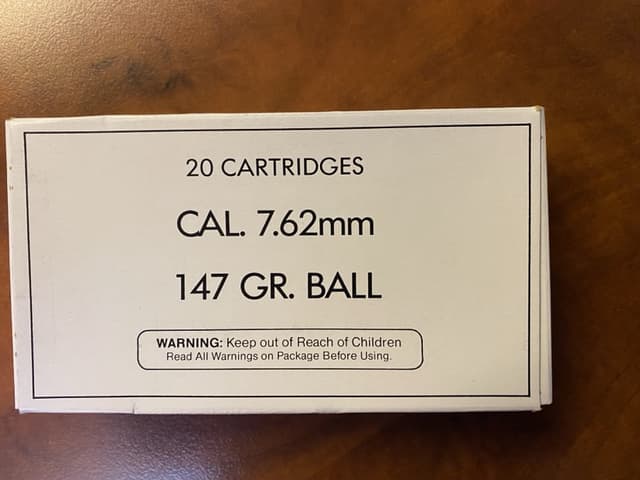 20 CARTRIDGES
CAL. 7.62mm
147 GR. BALL
WARNING: Keep out of Reach of Children
Read All Warnings on Package Before Using.